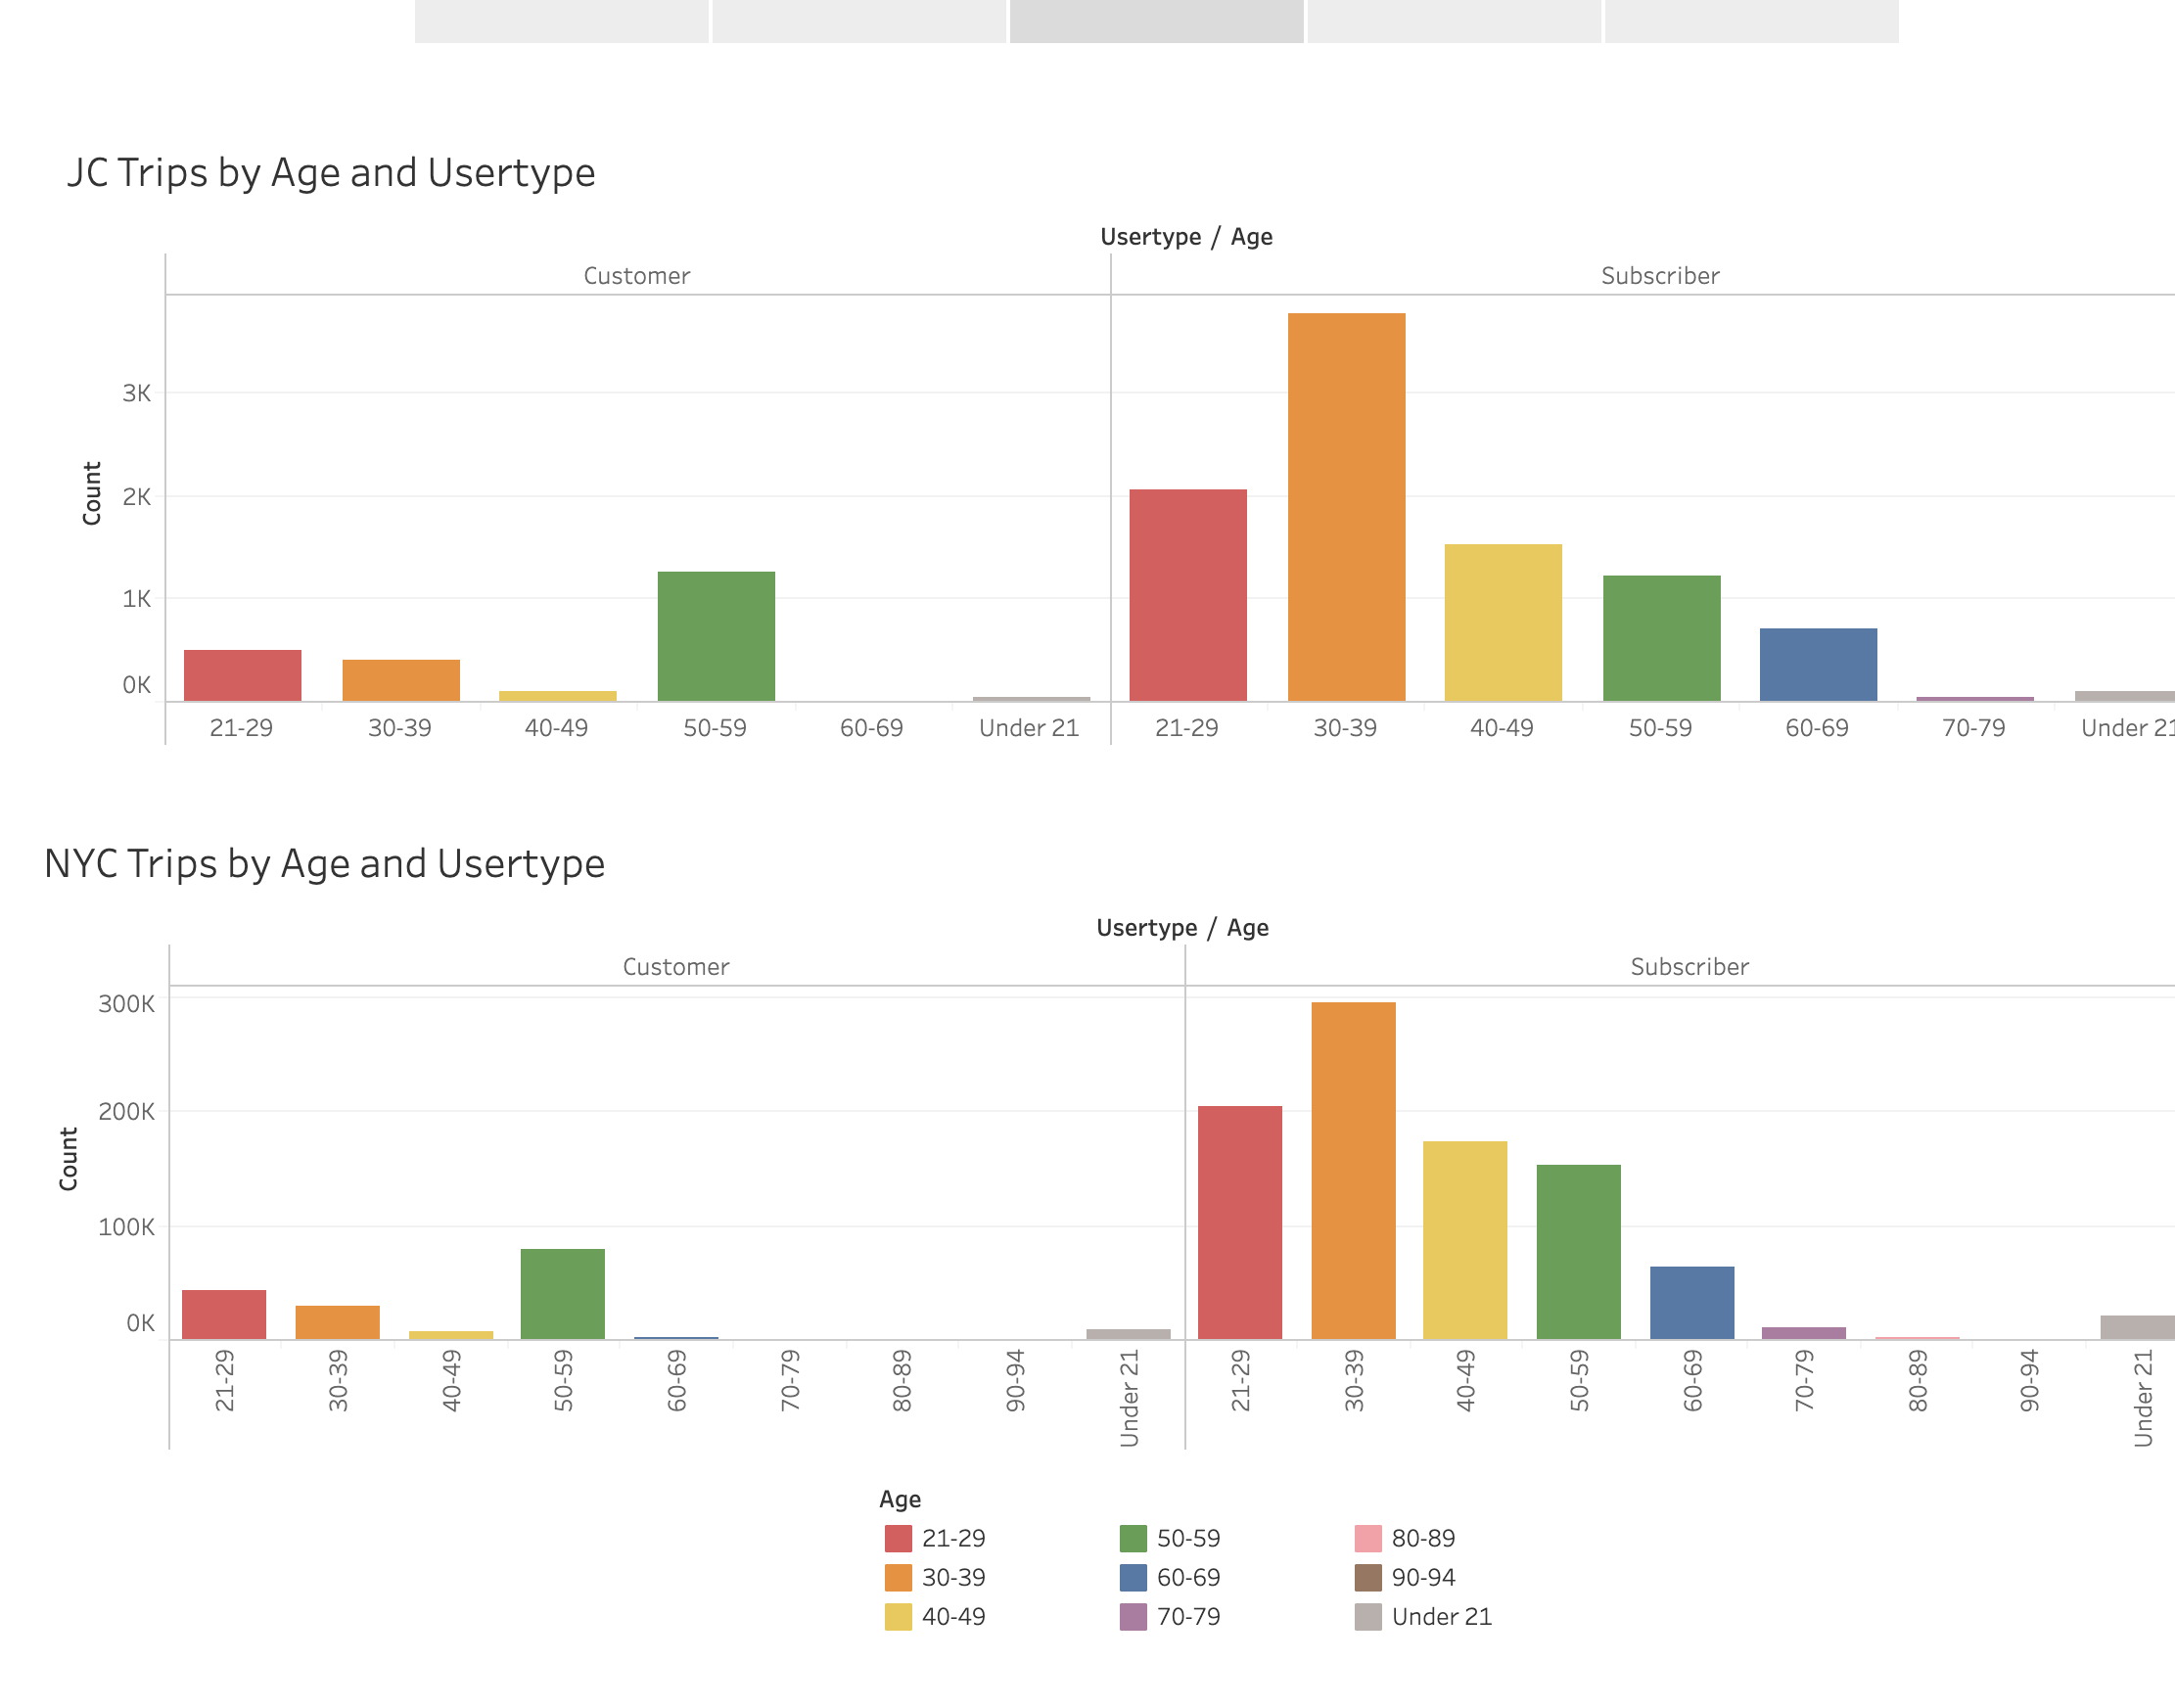 JC Trips by Age and Usertype
Usertype / Age
Customer Subscriber
3K
2K
1K
0K
Count
21-29 30-39 40-49 50-59 60-69 Under 21 21-29 30-39 40-49 50-59 60-69 70-79 Under 21
NYC Trips by Age and Usertype
Usertype / Age
Customer Subscriber
300K
200K
100K
0K
Count
21-29 30-39 40-49 50-59 60-69 70-79 80-89 90-94 Under 21 21-29 30-39 40-49 50-59 60-69 70-79 80-89 90-94 Under 21
Age
21-29 50-59 80-89
30-39 60-69 90-94
40-49 70-79 Under 21